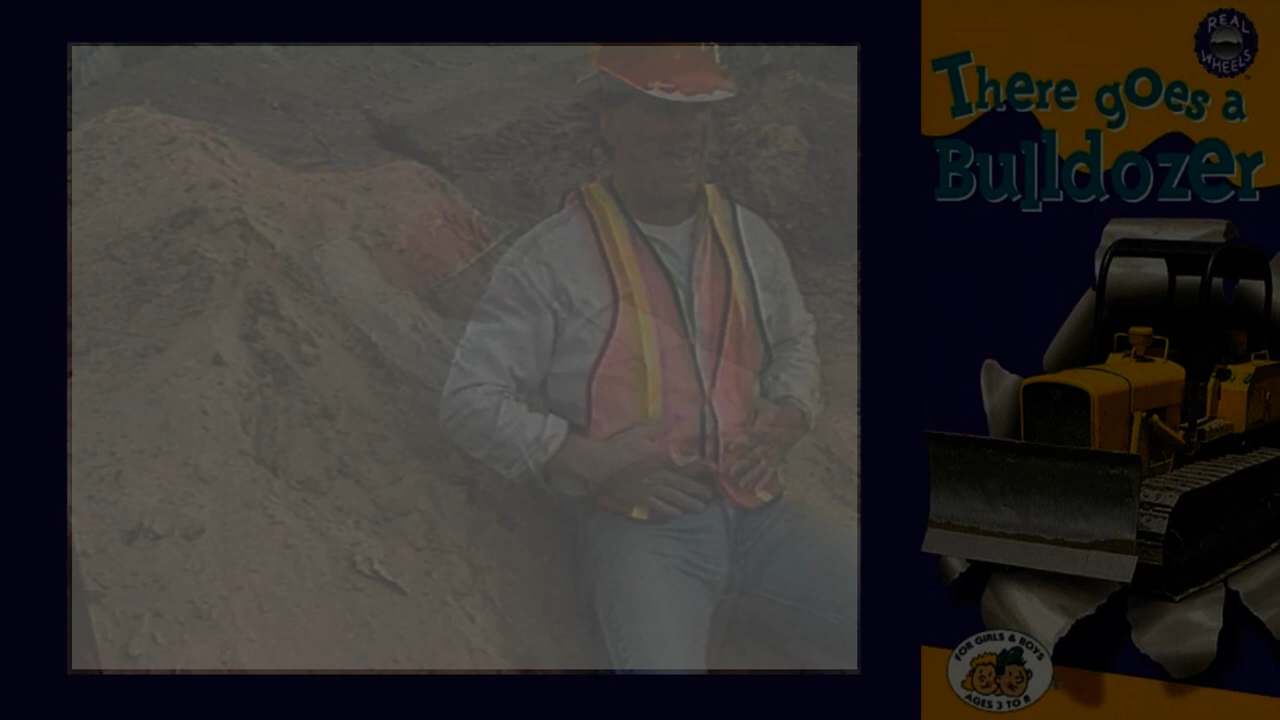 REAL
WHEELS
There goes a
Bulldozer
FOR GIRLS & BOYS
AGES 3 TO 8